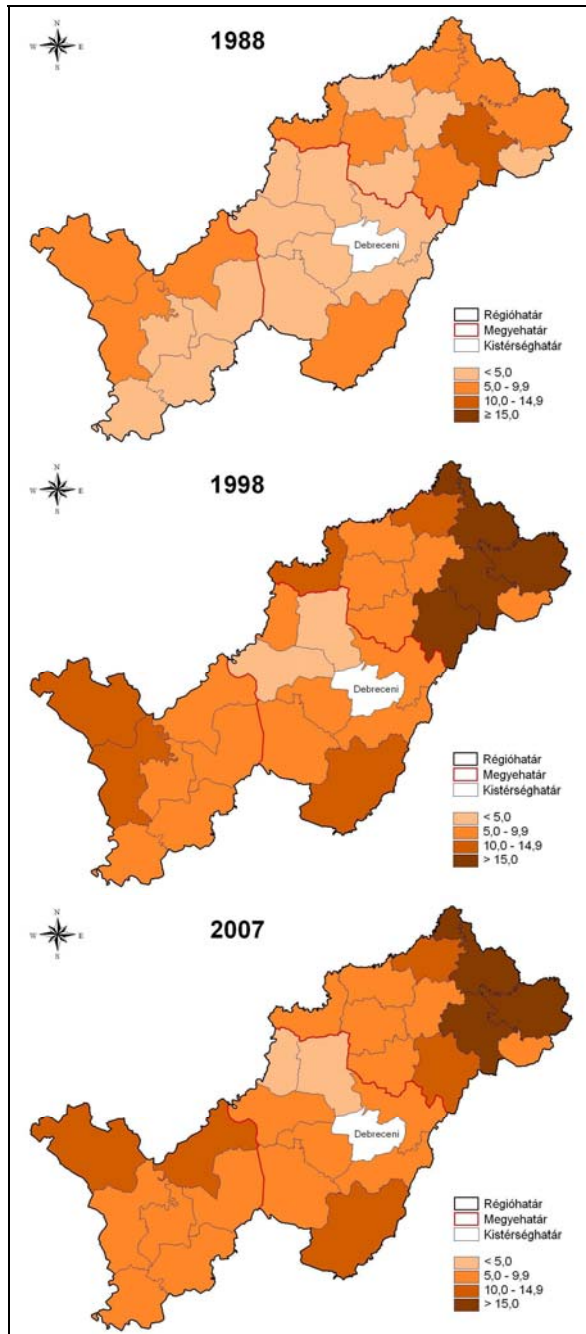 1988
N
W E
S
Debreceni
Régióhatár
Megyehatár
Kistérséghatár
< 5,0
5,0 - 9,9
10,0 - 14,9
≥ 15,0
1998
N
W E
S
Debreceni
Régióhatár
Megyehatár
Kistérséghatár
< 5,0
5,0 - 9,9
10,0 - 14,9
> 15,0
2007
N
W E
S
Debreceni
Régióhatár
Megyehatár
Kistérséghatár
< 5,0
5,0 - 9,9
10,0 - 14,9
> 15,0